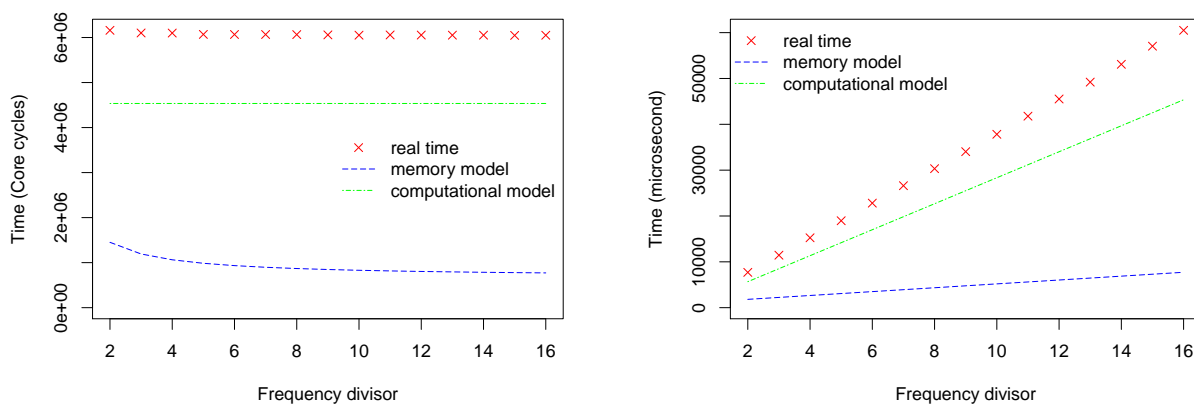 Time (Core cycles)
6e+06
4e+06
2e+06
0e+00
real time
memory model
computational model
2 4 6 8 10 12 14 16
Frequency divisor
Time (microsecond)
50000
30000
10000
0
real time
memory model
computational model
2 4 6 8 10 12 14 16
Frequency divisor